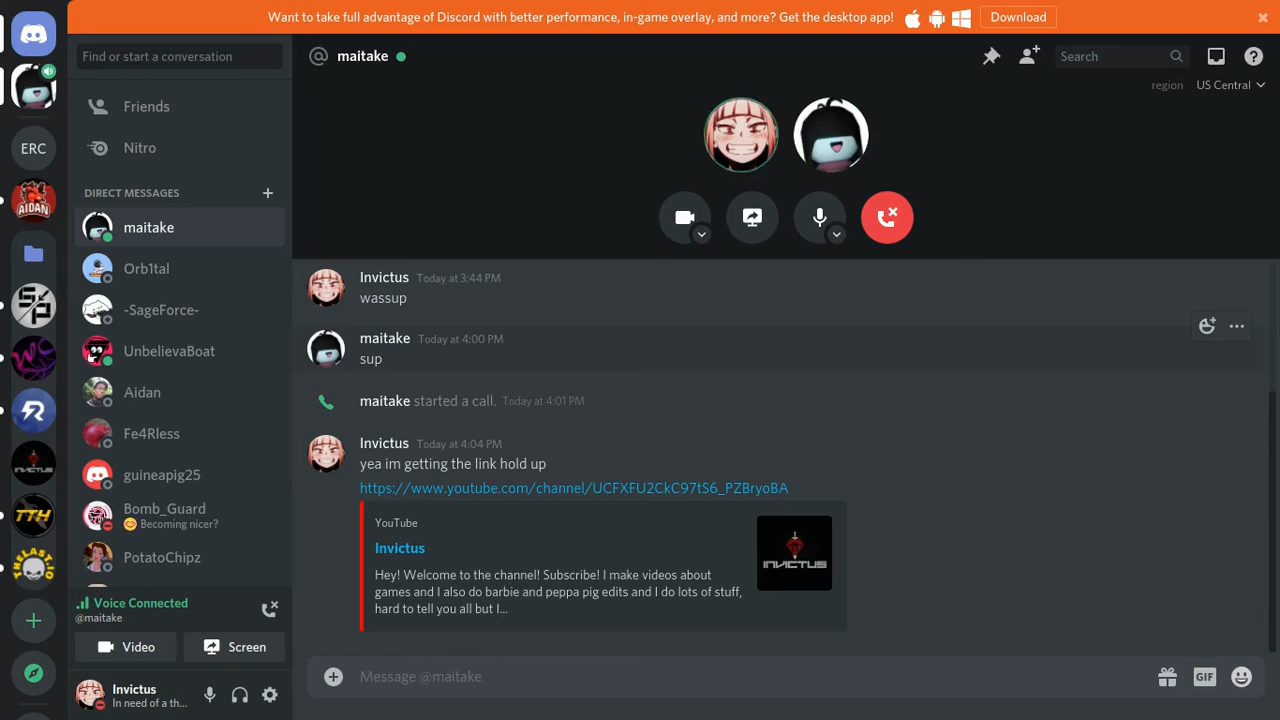 Want to take full advantage of Discord with better performance, in-game overlay, and more? Get the desktop app!
Download
Find or start a conversation
maitake
Search
region
US Central
Friends
Nitro
ERC
DIRECT MESSAGES
AIDAN
maitake
Orb1tal
-SageForce-
UnbelievaBoat
Aidan
Fe4Rless
guineapig25
Bomb_Guard
Becoming nicer?
PotatoChipz
INVICTUS
TTH
THELAST.IO
Invictus Today at 3:44 PM
wassup
maitake Today at 4:00 PM
sup
maitake started a call. Today at 4:01 PM
Invictus Today at 4:04 PM
yea im getting the link hold up
https://www.youtube.com/channel/UCFXFU2CkC97tS6_PZBryoBA
YouTube
Invictus
Hey! Welcome to the channel! Subscribe! I make videos about
games and I also do barbie and peppa pig edits and I do lots of stuff,
hard to tell you all but I...
INVICTUS
Voice Connected
@maitake
Video
Screen
Invictus
In need of a th...
Message @maitake
GIF